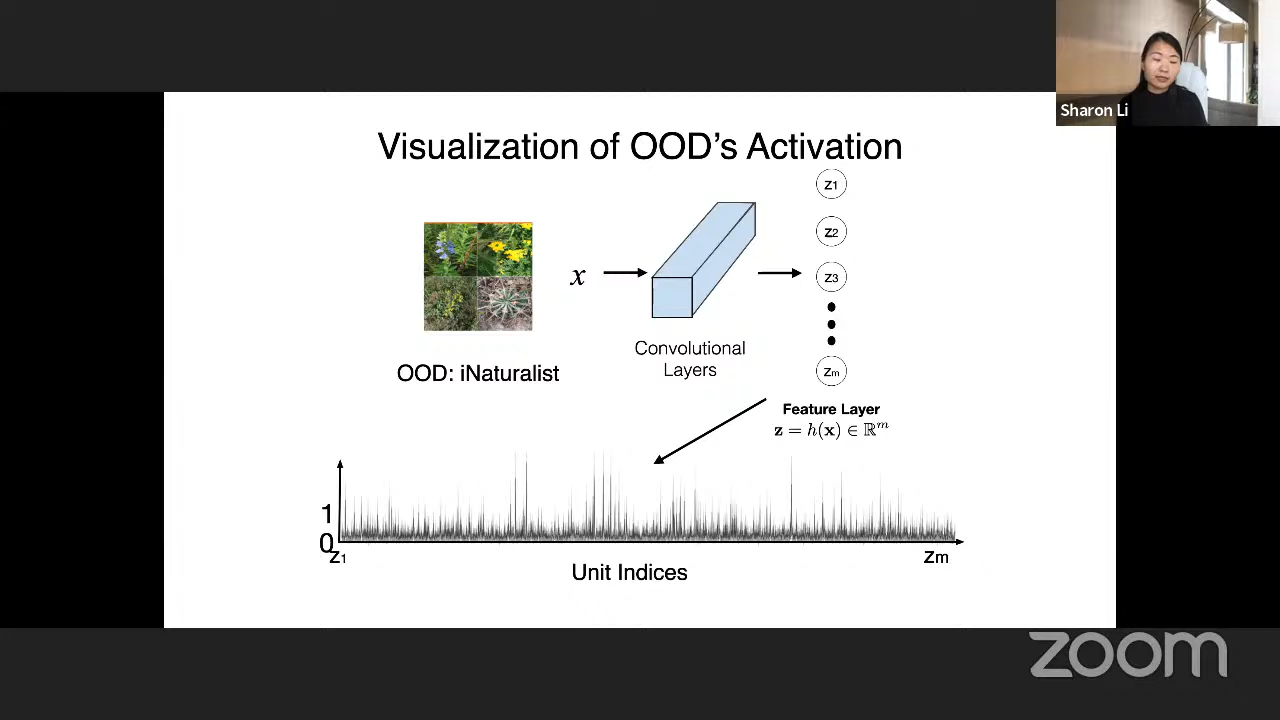 Sharon Li
Visualization of OOD's Activation
z1
z2
z3
zm
x
Convolutional
Layers
OOD: iNaturalist
Feature Layer
z = h(x) ∈ ℝᵐ
1
0
z1
zm
Unit Indices
zoom